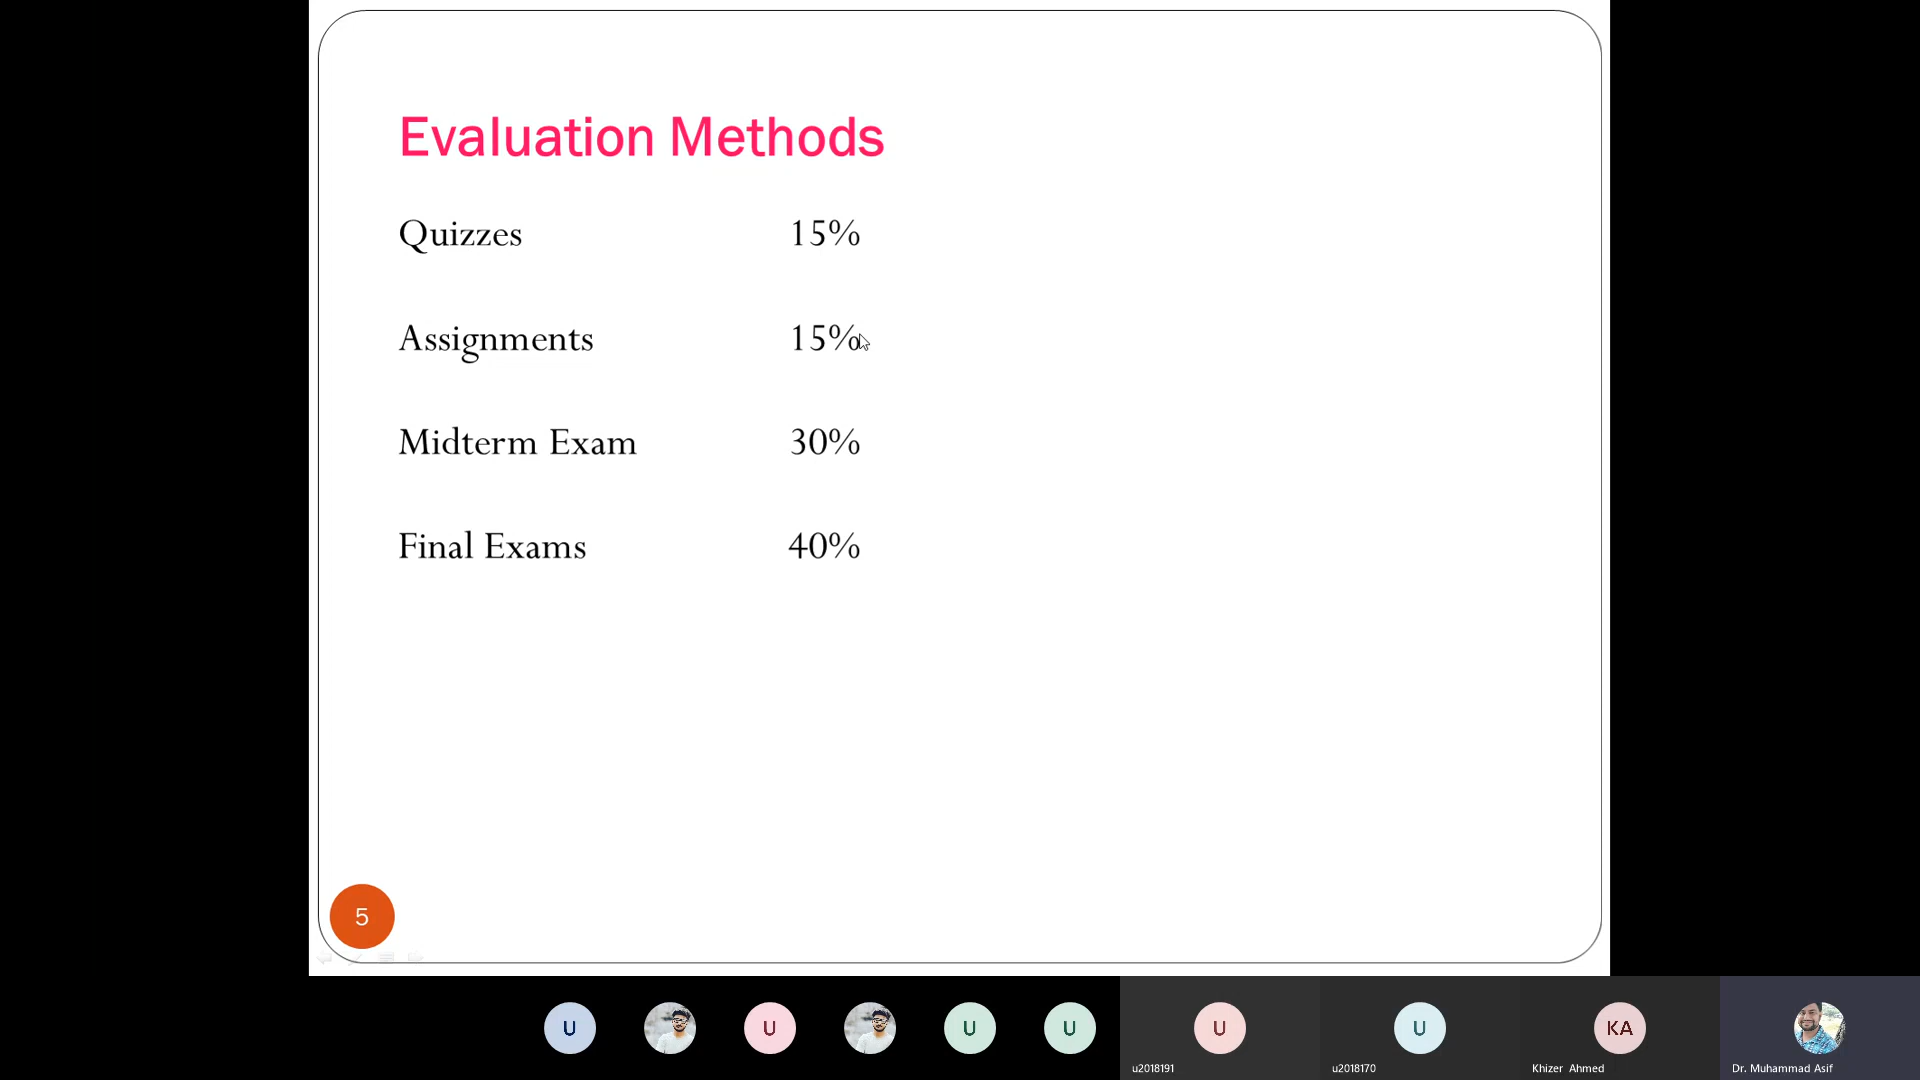 Evaluation Methods
Quizzes 15%
Assignments 15%
Midterm Exam 30%
Final Exams 40%
5
U
U
U
U
U
u2018191
U
u2018170
KA
Khizer Ahmed
Dr. Muhammad Asif